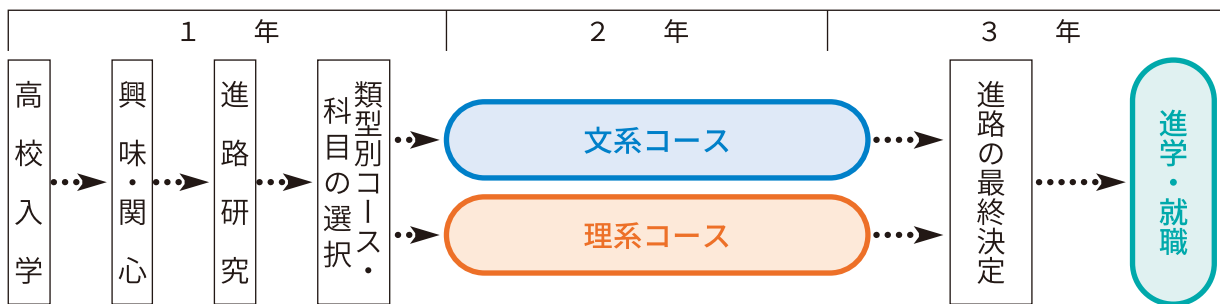 1 年
2 年
3 年
高校入学
興味・関心
進路研究
類型別コース・
科目の選択
文系コース
理系コース
進路の最終決定
進学・就職